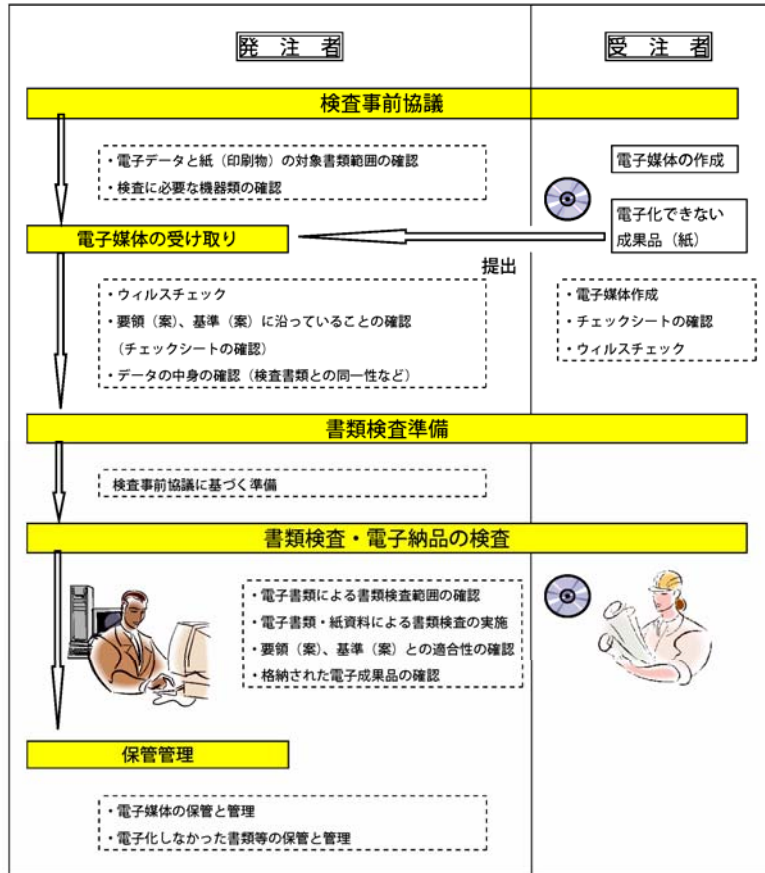 発 注 者
受 注 者
検査事前協議
・電子データと紙（印刷物）の対象書類範囲の確認
・検査に必要な機器類の確認
電子媒体の作成
電子化できない
成果品（紙）
電子媒体の受け取り
提出
・ウィルスチェック
・要領（案）、基準（案）に沿っていることの確認
（チェックシートの確認）
・データの中身の確認（検査書類との同一性など）
・電子媒体作成
・チェックシートの確認
・ウィルスチェック
書類検査準備
検査事前協議に基づく準備
書類検査・電子納品の検査
・電子書類による書類検査範囲の確認
・電子書類・紙資料による書類検査の実施
・要領（案）、基準（案）との適合性の確認
・格納された電子成果品の確認
保管管理
・電子媒体の保管と管理
・電子化しなかった書類等の保管と管理